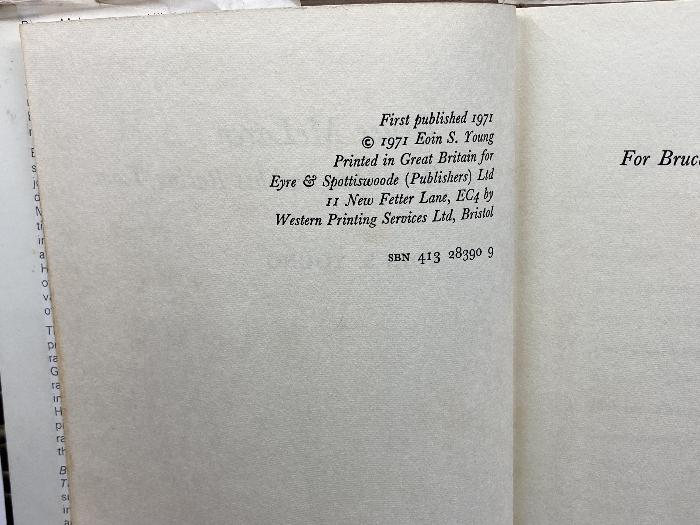 First published 1971
© 1971 Eoin S. Young
Printed in Great Britain for
Eyre & Spottiswoode (Publishers) Ltd
11 New Fetter Lane, EC4 by
Western Printing Services Ltd, Bristol
SBN 413 28390 9
For Bruc